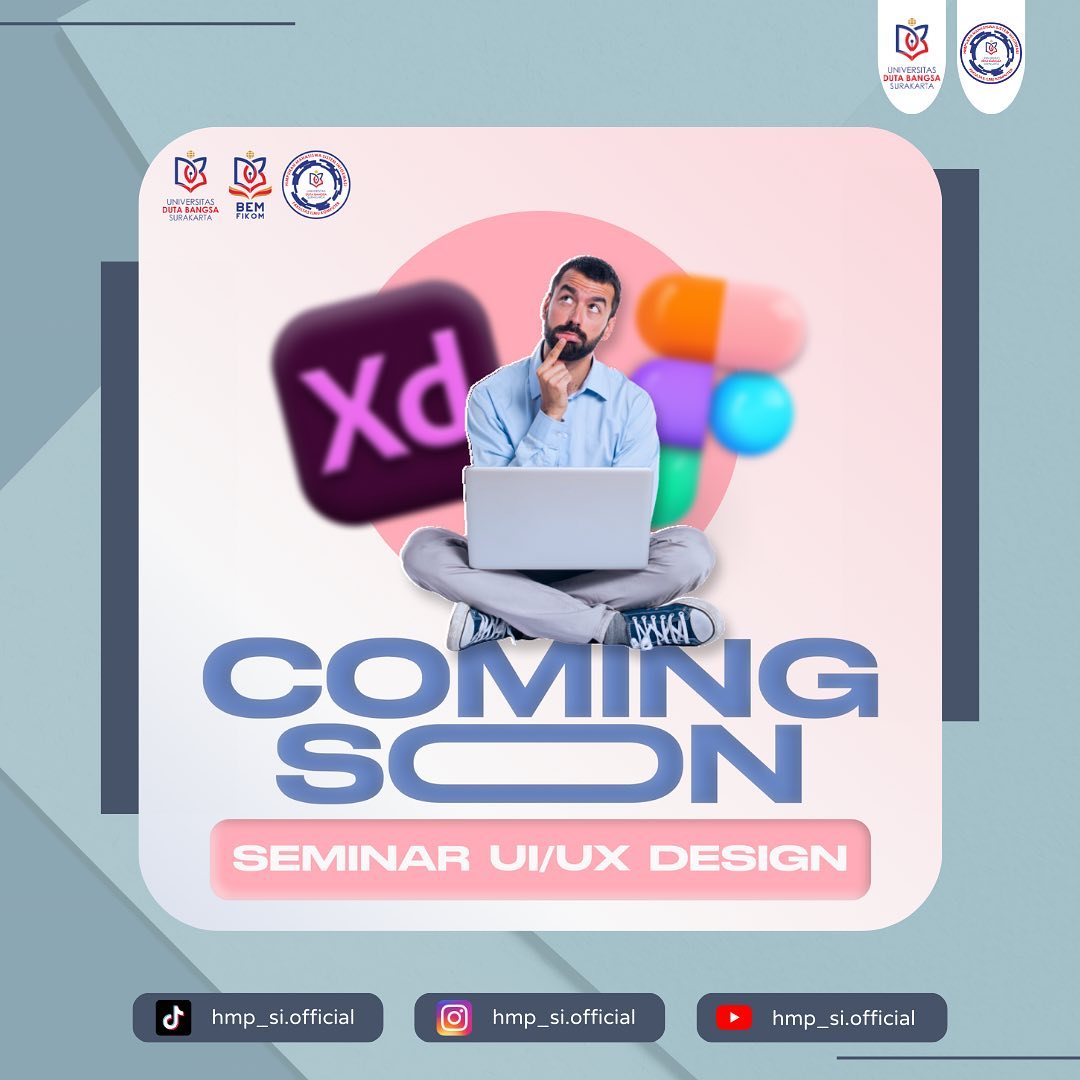 UNIVERSITAS
DUTA BANGSA
SURAKARTA
UNIVERSITAS
DUTA BANGSA
SURAKARTA
BEM
FIKOM
Xd
COMING
SOON
SEMINAR UI/UX DESIGN
hmp_si.official
hmp_si.official
hmp_si.official